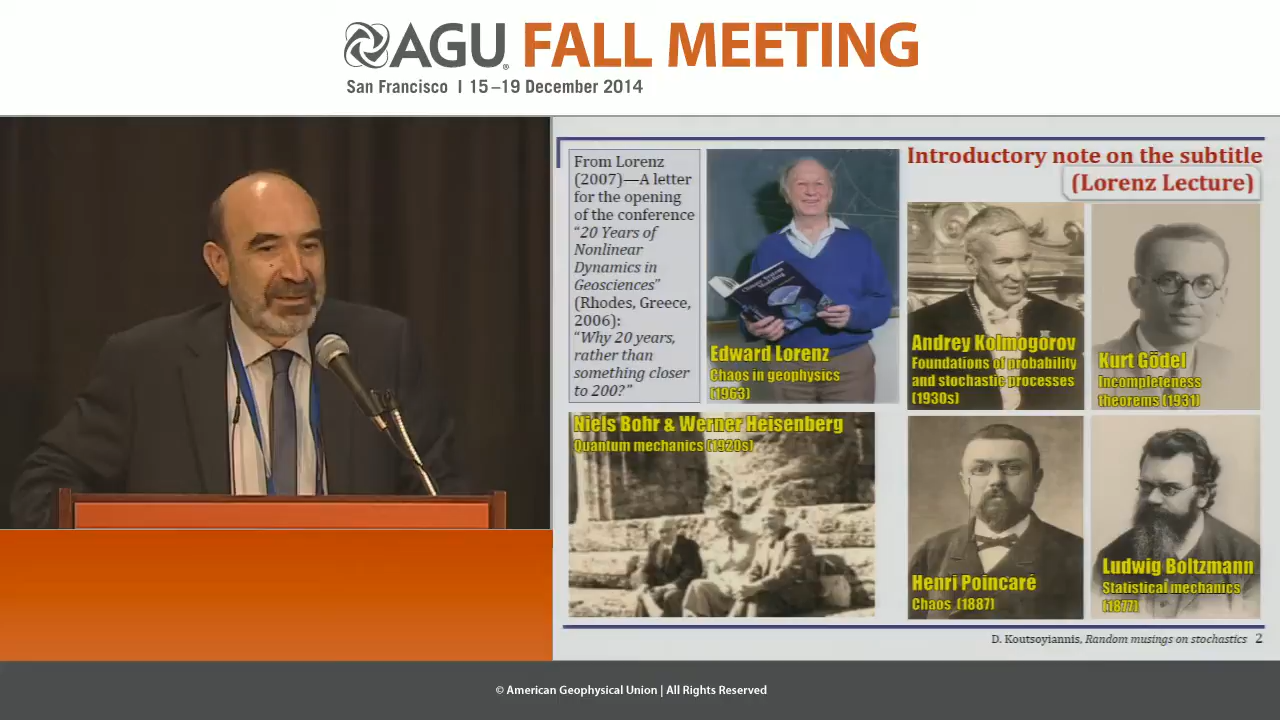 AGU FALL MEETING
San Francisco | 15–19 December 2014
From Lorenz
(2007)—A letter
for the opening
of the conference
"20 Years of
Nonlinear
Dynamics in
Geosciences"
(Rhodes, Greece,
2006):
"Why 20 years,
rather than
something closer
to 200?"
Edward Lorenz
Chaos in geophysics
(1963)
Introductory note on the subtitle
(Lorenz Lecture)
Andrey Kolmogorov
Foundations of probability
and stochastic processes
(1930s)
Kurt Gödel
Incompleteness
theorems (1931)
Niels Bohr & Werner Heisenberg
Quantum mechanics (1920s)
Henri Poincaré
Chaos (1887)
Ludwig Boltzmann
Statistical mechanics
(1877)
D. Koutsoyiannis, Random musings on stochastics 2
© American Geophysical Union | All Rights Reserved